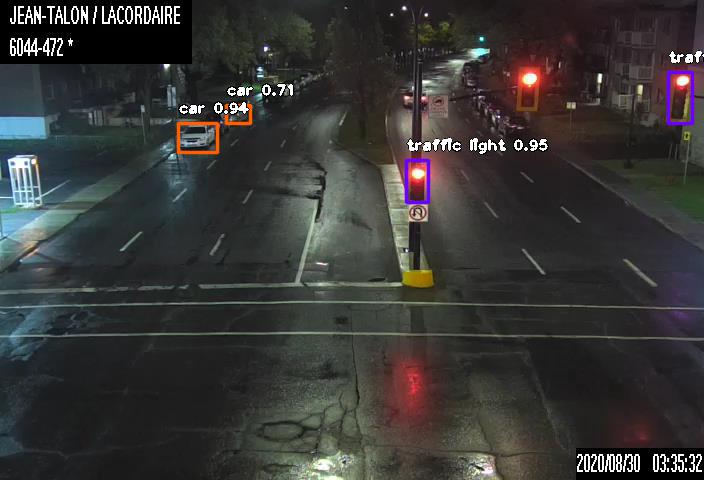 JEAN-TALON / LACORDAIRE
6044-472 *
car 0.71
car 0.94
traf
traffic light 0.95
2020/08/30 03:35:32